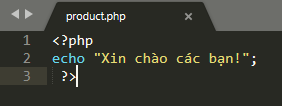 product.php
1 <?php
2 echo "Xin chào các bạn!";
3 ?>